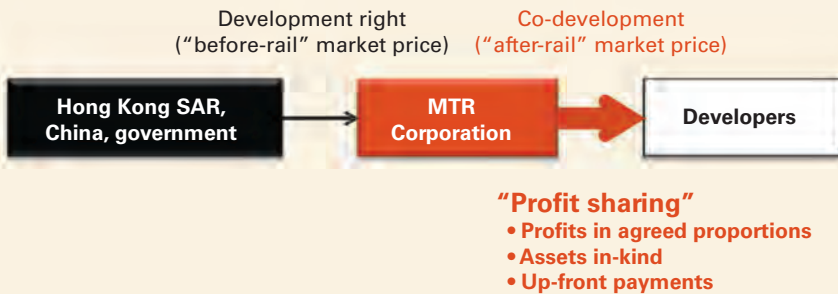 Development right
(“before-rail” market price)
Co-development
(“after-rail” market price)
Hong Kong SAR,
China, government
MTR
Corporation
Developers
“Profit sharing”
• Profits in agreed proportions
• Assets in-kind
• Up-front payments